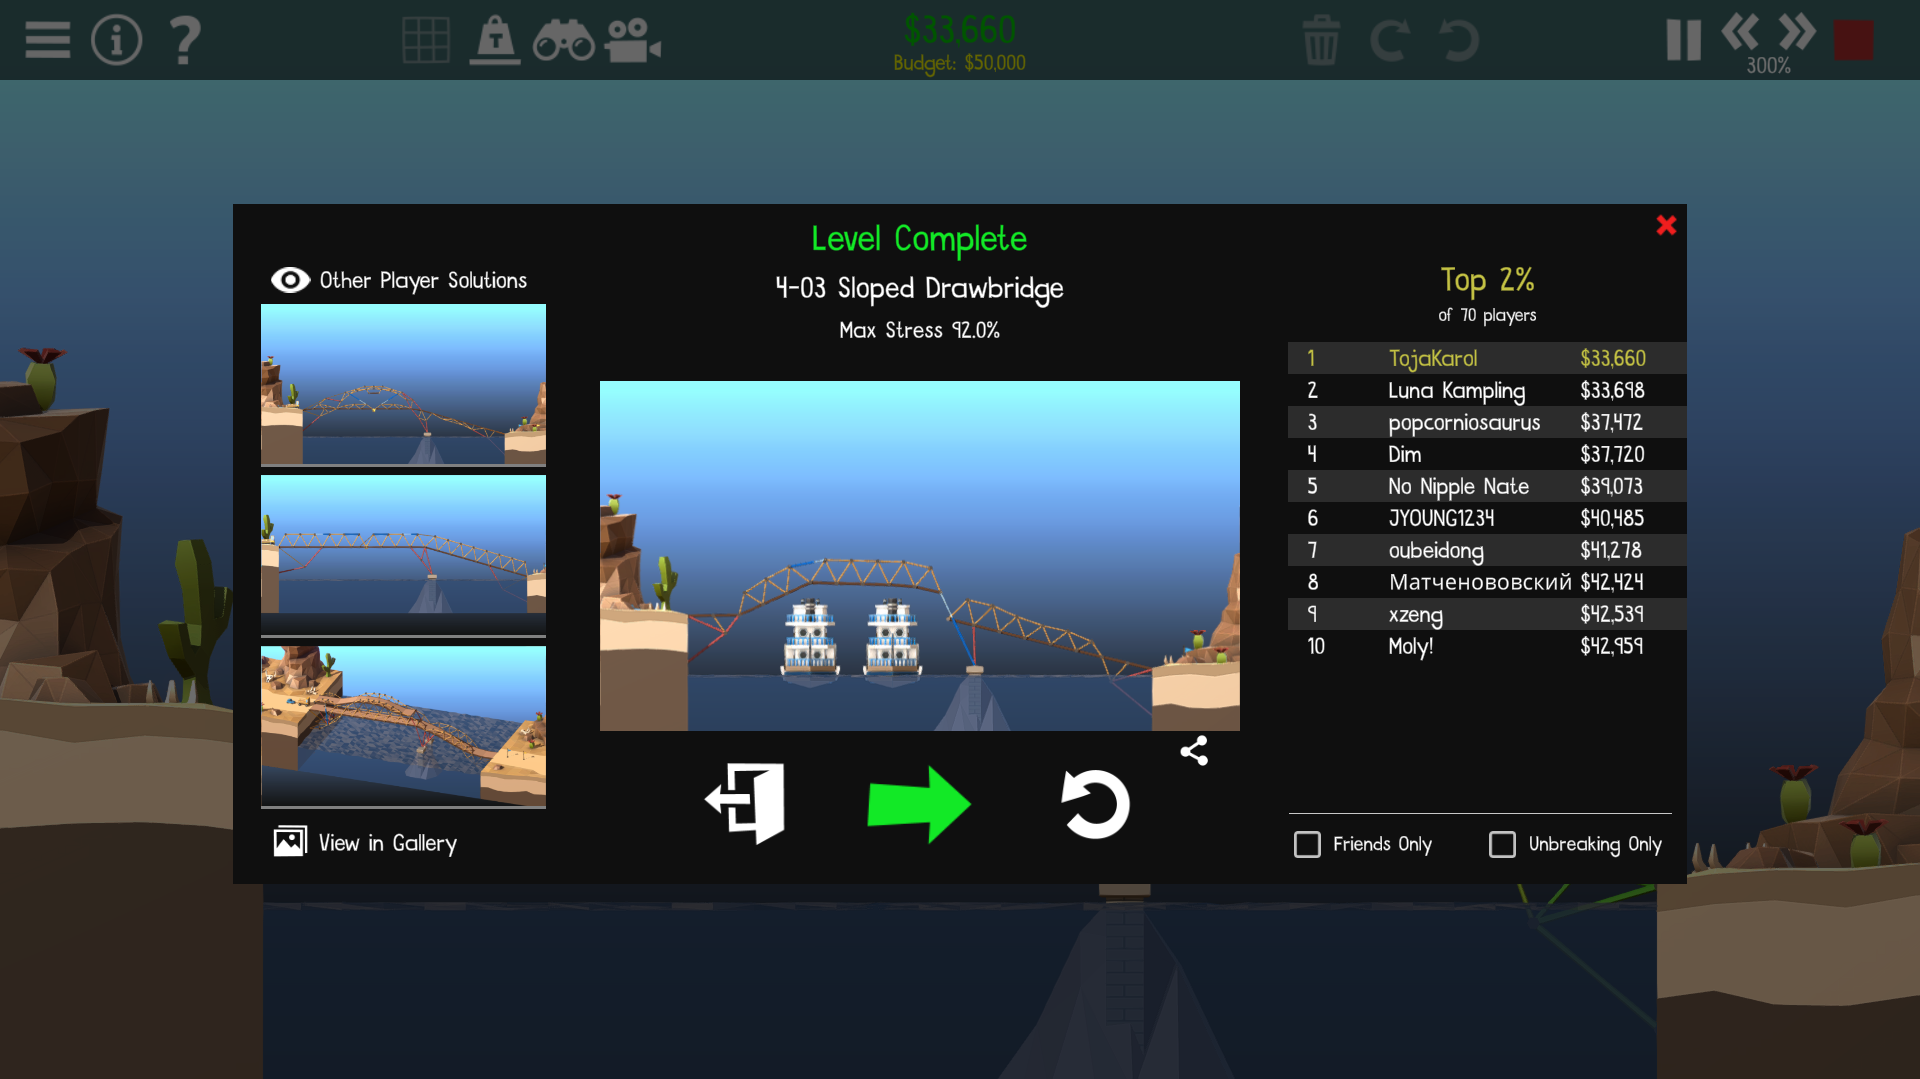 $33,660
Budget: $50,000
300%
Level Complete
4-03 Sloped Drawbridge
Max Stress 92.0%
Other Player Solutions
View in Gallery
Top 2%
of 70 players
1 TojaKarol $33,660
2 Luna Kampling $33,698
3 popcorniosaurus $37,472
4 Dim $37,720
5 No Nipple Nate $39,073
6 JYOUNG1234 $40,485
7 oubeidong $41,278
8 Матченововский $42,424
9 xzeng $42,539
10 Moly! $42,959
Friends Only
Unbreaking Only